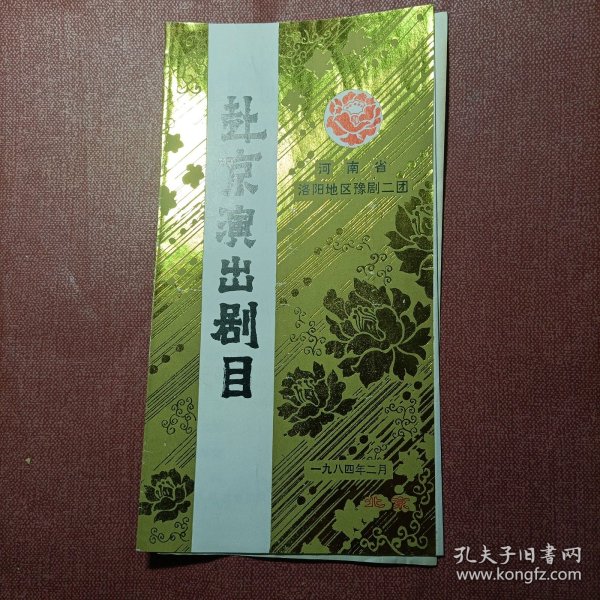 赴京演出剧目
河南省
洛阳地区豫剧二团
一九八四年二月
北京
孔夫子旧书网
www.kongfz.com